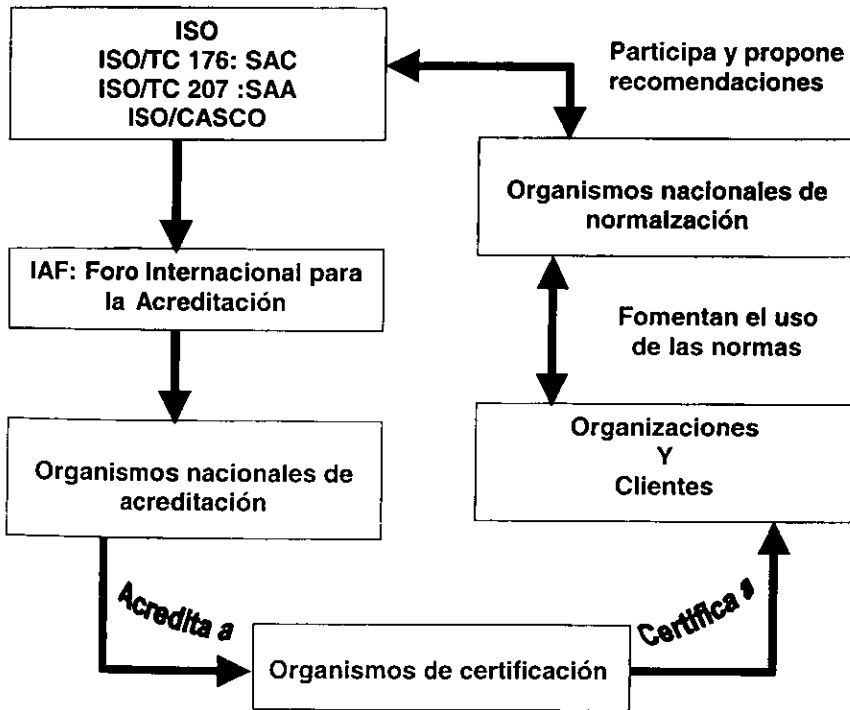 ISO
ISO/TC 176: SAC
ISO/TC 207 :SAA
ISO/CASCO
Participa y propone
recomendaciones
Organismos nacionales de
normalzación
IAF: Foro Internacional para
la Acreditación
Fomentan el uso
de las normas
Organizaciones
Y
Clientes
Organismos nacionales de
acreditación
Acredita a
Certifica a
Organismos de certificación